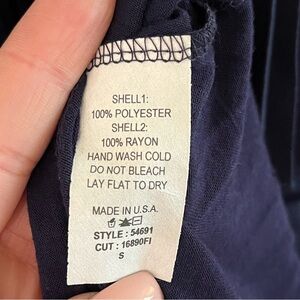 SHELL1:
100% POLYESTER
SHELL2:
100% RAYON
HAND WASH COLD
DO NOT BLEACH
LAY FLAT TO DRY
MADE IN U.S.A.
STYLE : 54691
CUT : 16890FI
S